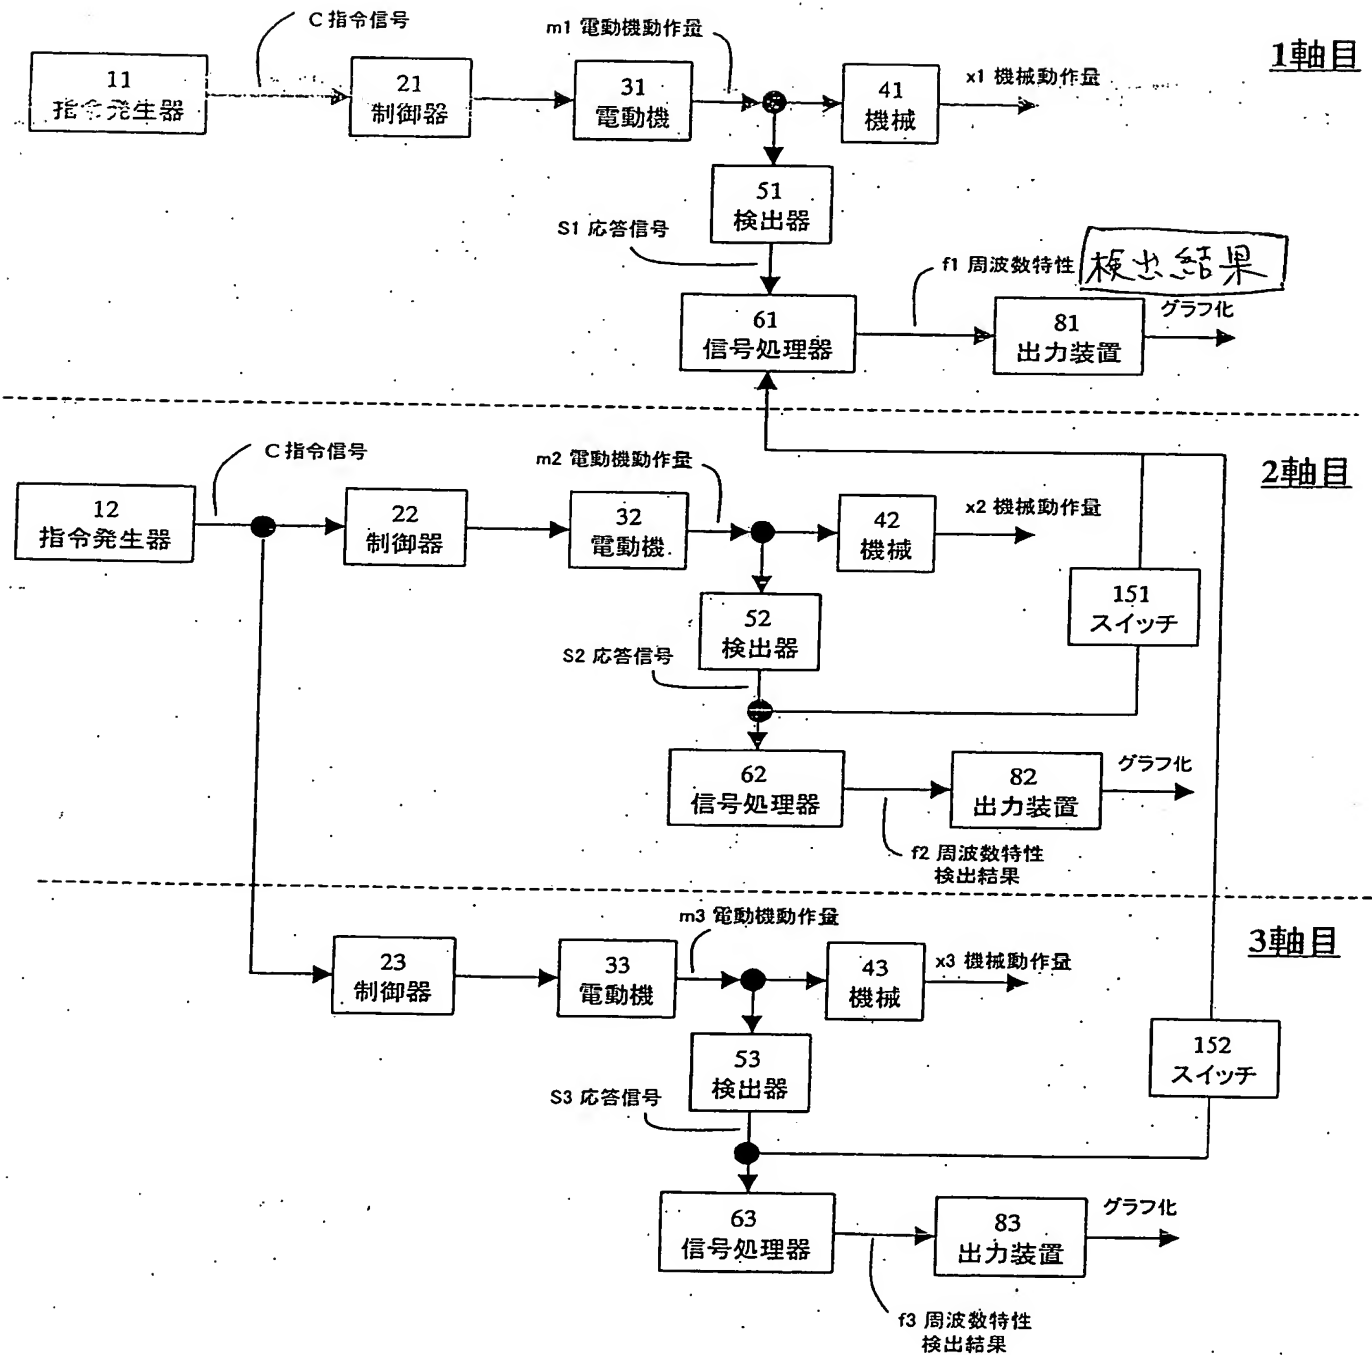 C 指令信号
m1 電動機動作量
1軸目
11
指令発生器
21
制御器
31
電動機
41
機械
x1 機械動作量
51
検出器
S1 応答信号
f1 周波数特性
検出結果
61
信号処理器
81
出力装置
グラフ化
C 指令信号
m2 電動機動作量
2軸目
12
指令発生器
22
制御器
32
電動機
42
機械
x2 機械動作量
151
スイッチ
52
検出器
S2 応答信号
62
信号処理器
82
出力装置
グラフ化
f2 周波数特性
検出結果
m3 電動機動作量
3軸目
23
制御器
33
電動機
43
機械
x3 機械動作量
152
スイッチ
53
検出器
S3 応答信号
63
信号処理器
83
出力装置
グラフ化
f3 周波数特性
検出結果